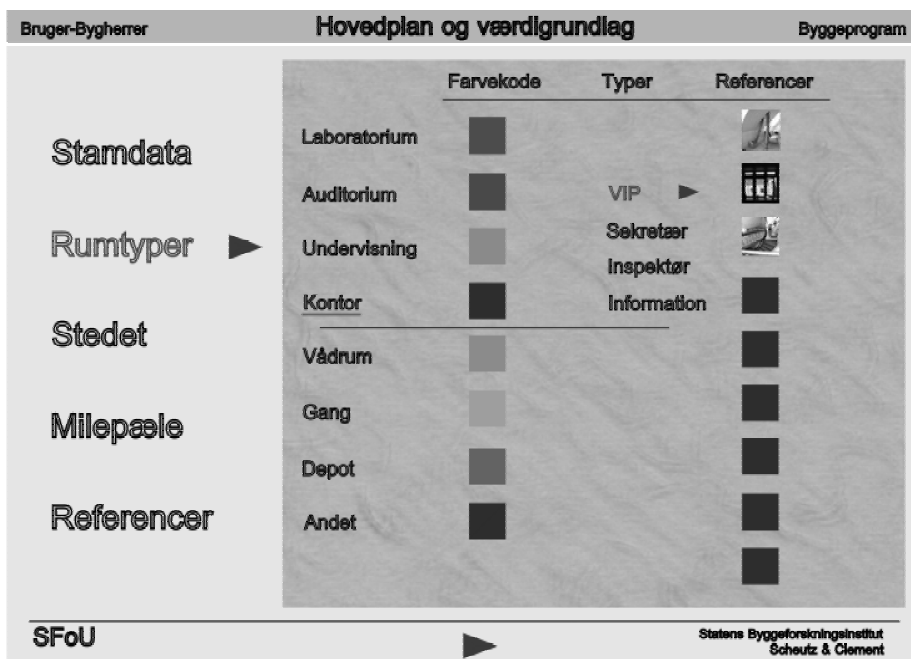 Bruger-Bygherrer Hovedplan og værdigrundlag Byggeprogram
Farvekode Typer Referencer
Stamdata
Rumtyper
Stedet
Milepæle
Referencer
Laboratorium
Auditorium
Undervisning
Kontor
Vådrum
Gang
Depot
Andet
VIP
Sekretær
Inspektør
Information
SFoU
Statens Byggeforskningsinstitut
Scheutz & Clement